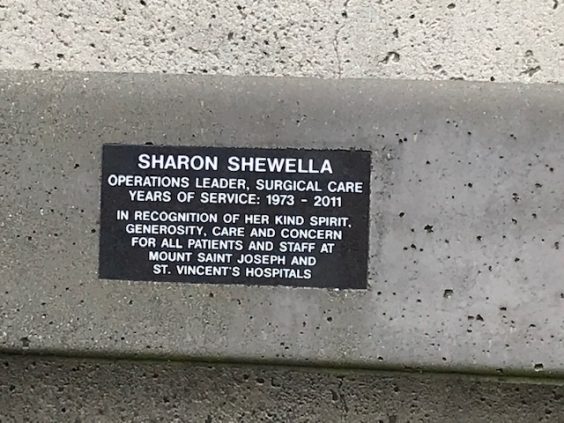 SHARON SHEWELLA
OPERATIONS LEADER, SURGICAL CARE
YEARS OF SERVICE: 1973 - 2011
IN RECOGNITION OF HER KIND SPIRIT,
GENEROSITY, CARE AND CONCERN
FOR ALL PATIENTS AND STAFF AT
MOUNT SAINT JOSEPH AND
ST. VINCENT'S HOSPITALS